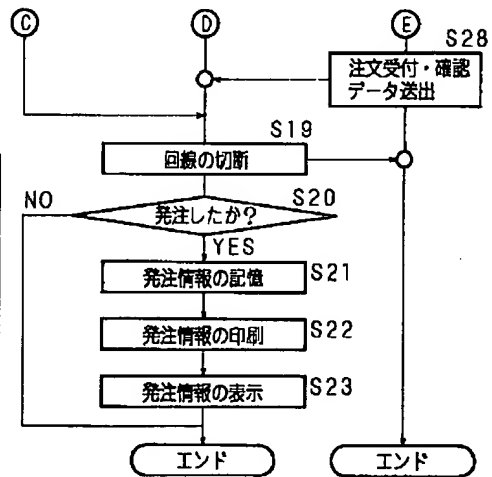 C
D
E
S28
注文受付・確認
データ送出
S19
回線の切断
NO
発注したか?
S20
YES
発注情報の記憶
S21
発注情報の印刷
S22
発注情報の表示
S23
エンド
エンド